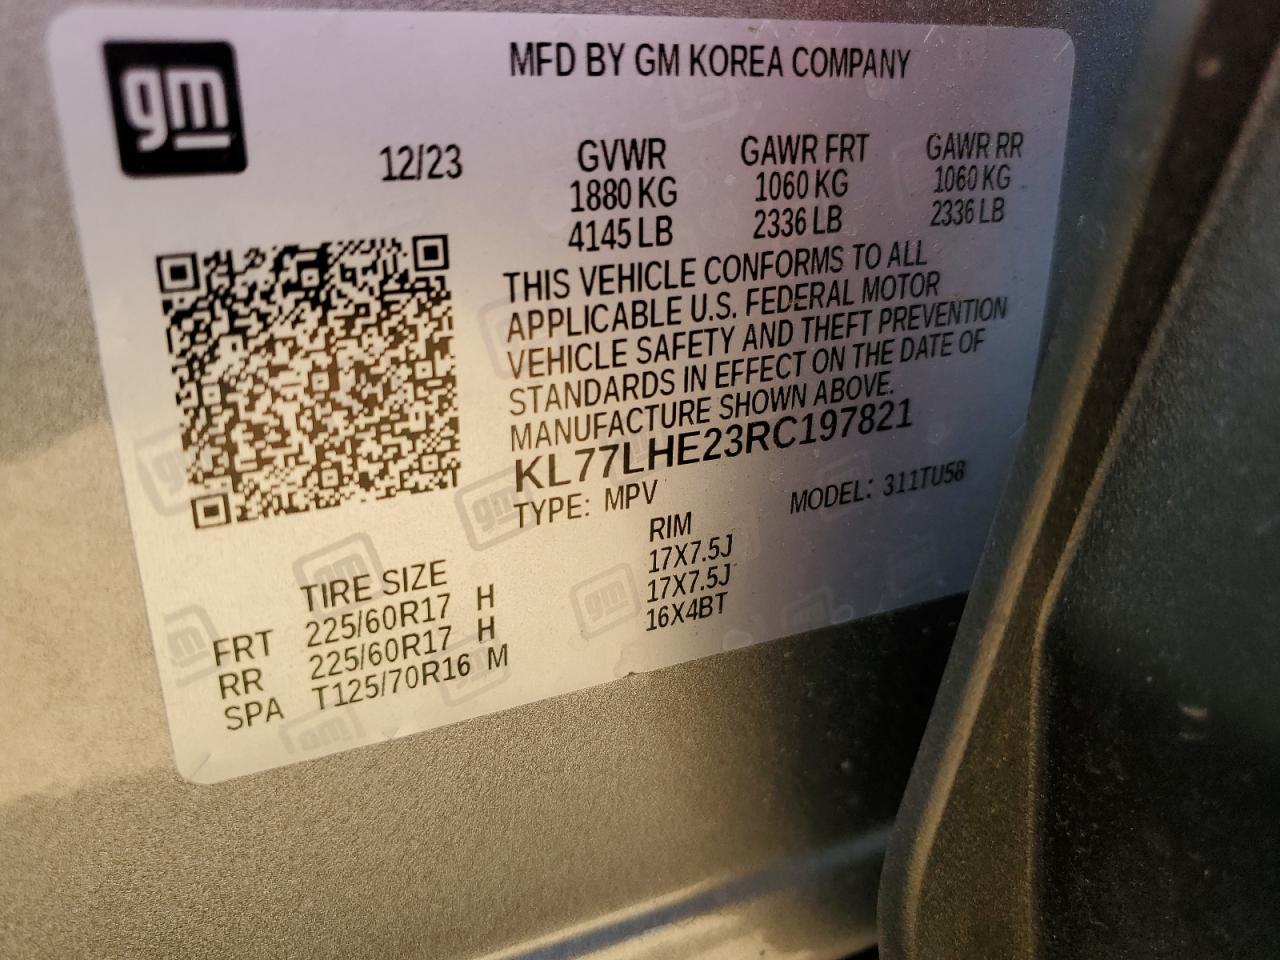 gm
MFD BY GM KOREA COMPANY
12/23
GVWR
1880 KG
4145 LB
GAWR FRT
1060 KG
2336 LB
GAWR RR
1060 KG
2336 LB
THIS VEHICLE CONFORMS TO ALL
APPLICABLE U.S. FEDERAL MOTOR
VEHICLE SAFETY AND THEFT PREVENTION
STANDARDS IN EFFECT ON THE DATE OF
MANUFACTURE SHOWN ABOVE.
KL77LHE23RC197821
TYPE: MPV MODEL: 311TU58
TIRE SIZE RIM
FRT 225/60R17 H 17X7.5J
RR 225/60R17 H 17X7.5J
SPA T125/70R16 M 16X4BT